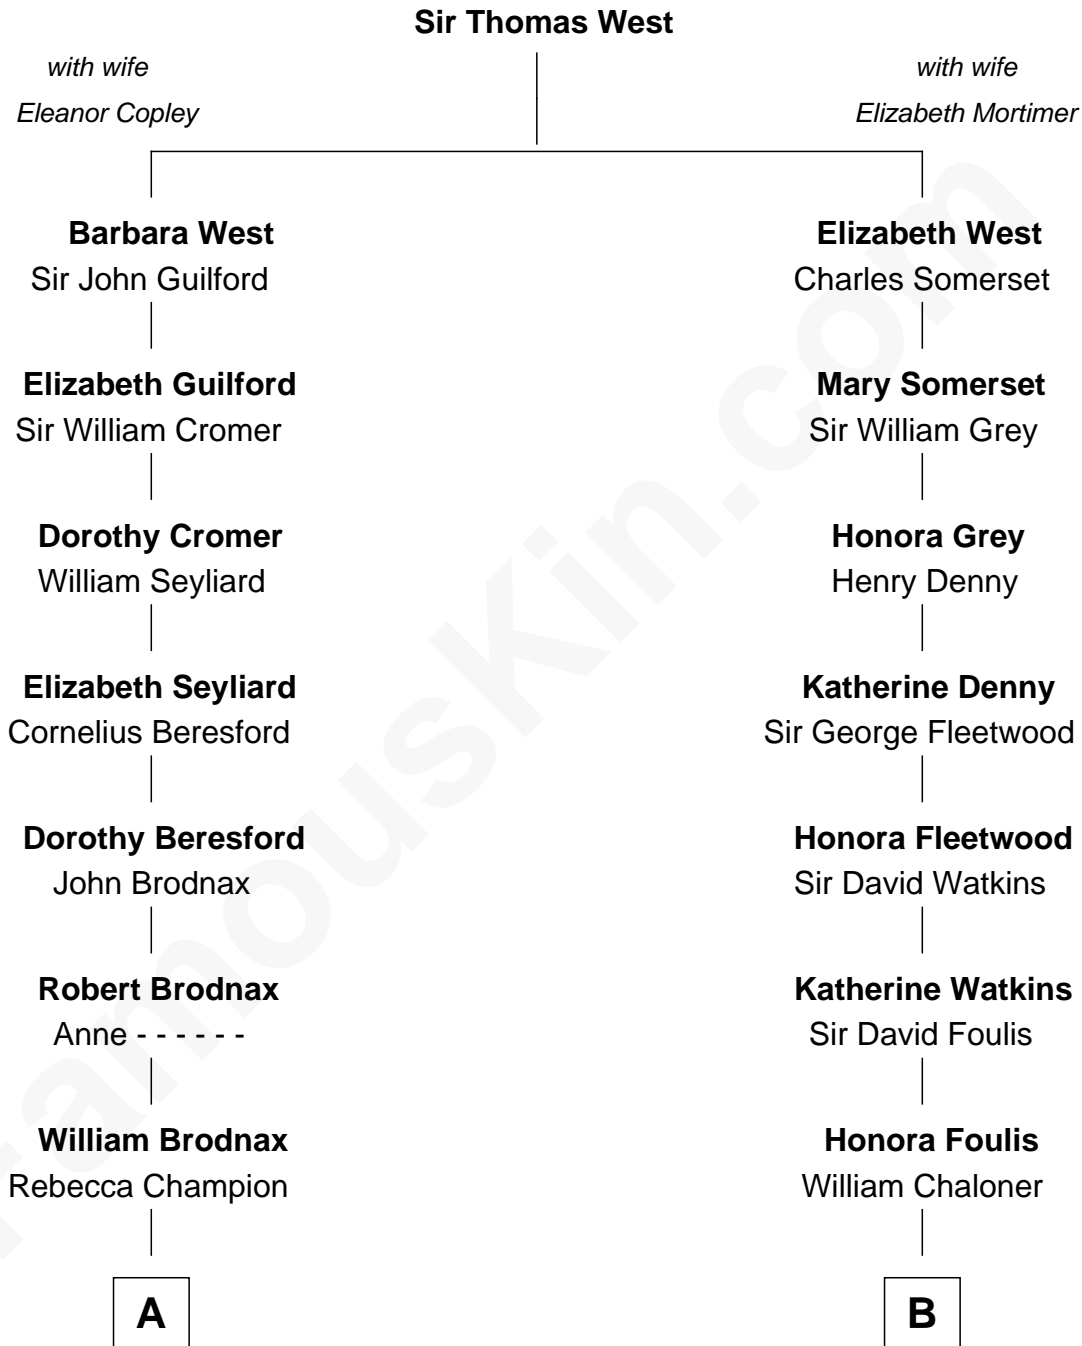 Sir Thomas West
with wife
Eleanor Copley
with wife
Elizabeth Mortimer
Barbara West
Sir John Guilford
Elizabeth West
Charles Somerset
Elizabeth Guilford
Sir William Cromer
Mary Somerset
Sir William Grey
Dorothy Cromer
William Seyliard
Honora Grey
Henry Denny
Elizabeth Seyliard
Cornelius Beresford
Katherine Denny
Sir George Fleetwood
Dorothy Beresford
John Brodnax
Honora Fleetwood
Sir David Watkins
Robert Brodnax
Anne - - - - - -
Katherine Watkins
Sir David Foulis
William Brodnax
Rebecca Champion
Honora Foulis
William Chaloner
A
B
FamousKin.com